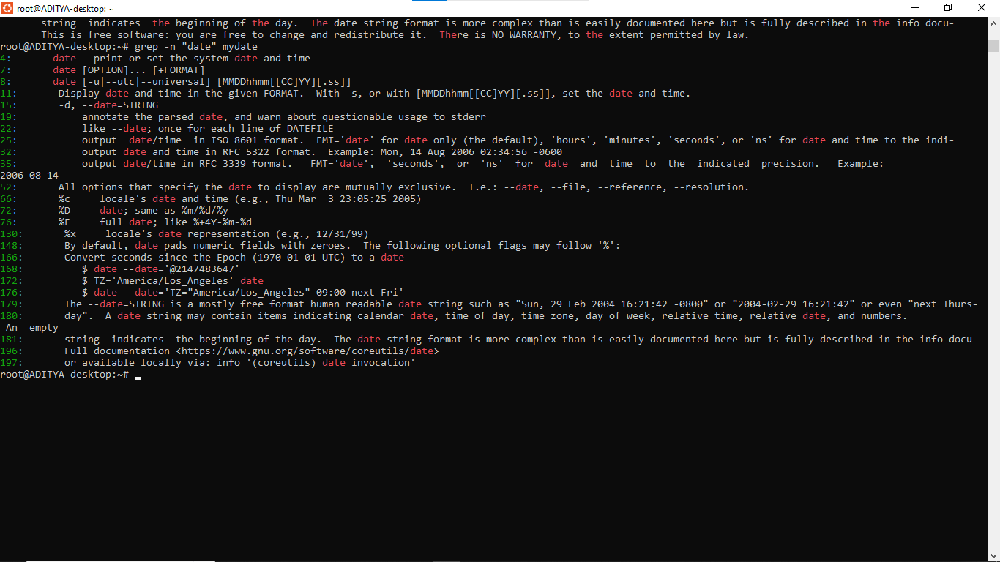 root@ADITYA-desktop: ~
string  indicates  the beginning of the day.  The date string format is more complex than is easily documented here but is fully described in the info docu-
This is free software: you are free to change and redistribute it.  There is NO WARRANTY, to the extent permitted by law.
root@ADITYA-desktop:~# grep -n "date" mydate
4:       date - print or set the system date and time
7:       date [OPTION]... [+FORMAT]
8:       date [-u|--utc|--universal] [MMDDhhmm[[CC]YY][.ss]]
11:        Display date and time in the given FORMAT.  With -s, or with [MMDDhhmm[[CC]YY][.ss]], set the date and time.
15:        -d, --date=STRING
19:            annotate the parsed date, and warn about questionable usage to stderr
22:            like --date; once for each line of DATEFILE
25:            output  date/time  in ISO 8601 format.  FMT='date' for date only (the default), 'hours', 'minutes', 'seconds', or 'ns' for date and time to the indi-
32:            output date and time in RFC 5322 format.  Example: Mon, 14 Aug 2006 02:34:56 -0600
35:            output date/time in RFC 3339 format.   FMT='date',  'seconds',  or  'ns'  for  date  and  time  to  the  indicated  precision.   Example:
2006-08-14
52:        All options that specify the date to display are mutually exclusive.  I.e.: --date, --file, --reference, --resolution.
66:        %c     locale's date and time (e.g., Thu Mar  3 23:05:25 2005)
72:        %D     date; same as %m/%d/%y
76:        %F     full date; like %+4Y-%m-%d
130:       %x     locale's date representation (e.g., 12/31/99)
148:       By default, date pads numeric fields with zeroes.  The following optional flags may follow '%':
166:       Convert seconds since the Epoch (1970-01-01 UTC) to a date
168:          $ date --date='@2147483647'
172:          $ TZ='America/Los_Angeles' date
176:          $ date --date='TZ="America/Los_Angeles" 09:00 next Fri'
179:       The --date=STRING is a mostly free format human readable date string such as "Sun, 29 Feb 2004 16:21:42 -0800" or "2004-02-29 16:21:42" or even "next Thurs-
180:       day".  A date string may contain items indicating calendar date, time of day, time zone, day of week, relative time, relative date, and numbers.
An  empty
181:       string  indicates  the beginning of the day.  The date string format is more complex than is easily documented here but is fully described in the info docu-
196:       Full documentation <https://www.gnu.org/software/coreutils/date>
197:       or available locally via: info '(coreutils) date invocation'
root@ADITYA-desktop:~#